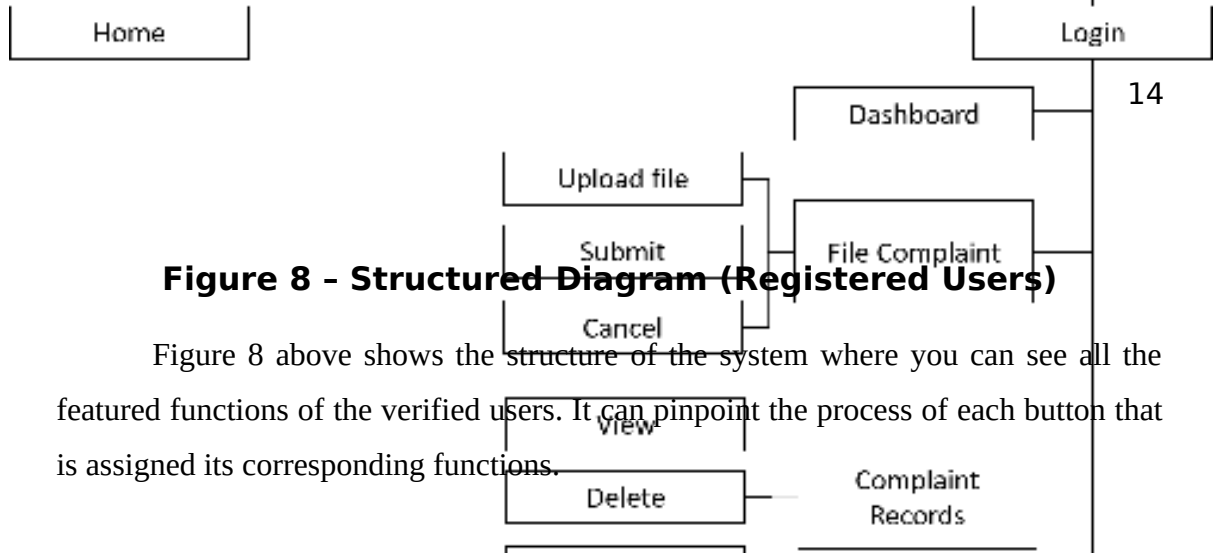 Home
Login
14
Dashboard
Upload file
Submit
File Complaint
Figure 8 – Structured Diagram (Registered Users)
Cancel
Figure 8 above shows the structure of the system where you can see all the
featured functions of the verified users. It can pinpoint the process of each button that
View
is assigned its corresponding functions.
Complaint
Records
Delete